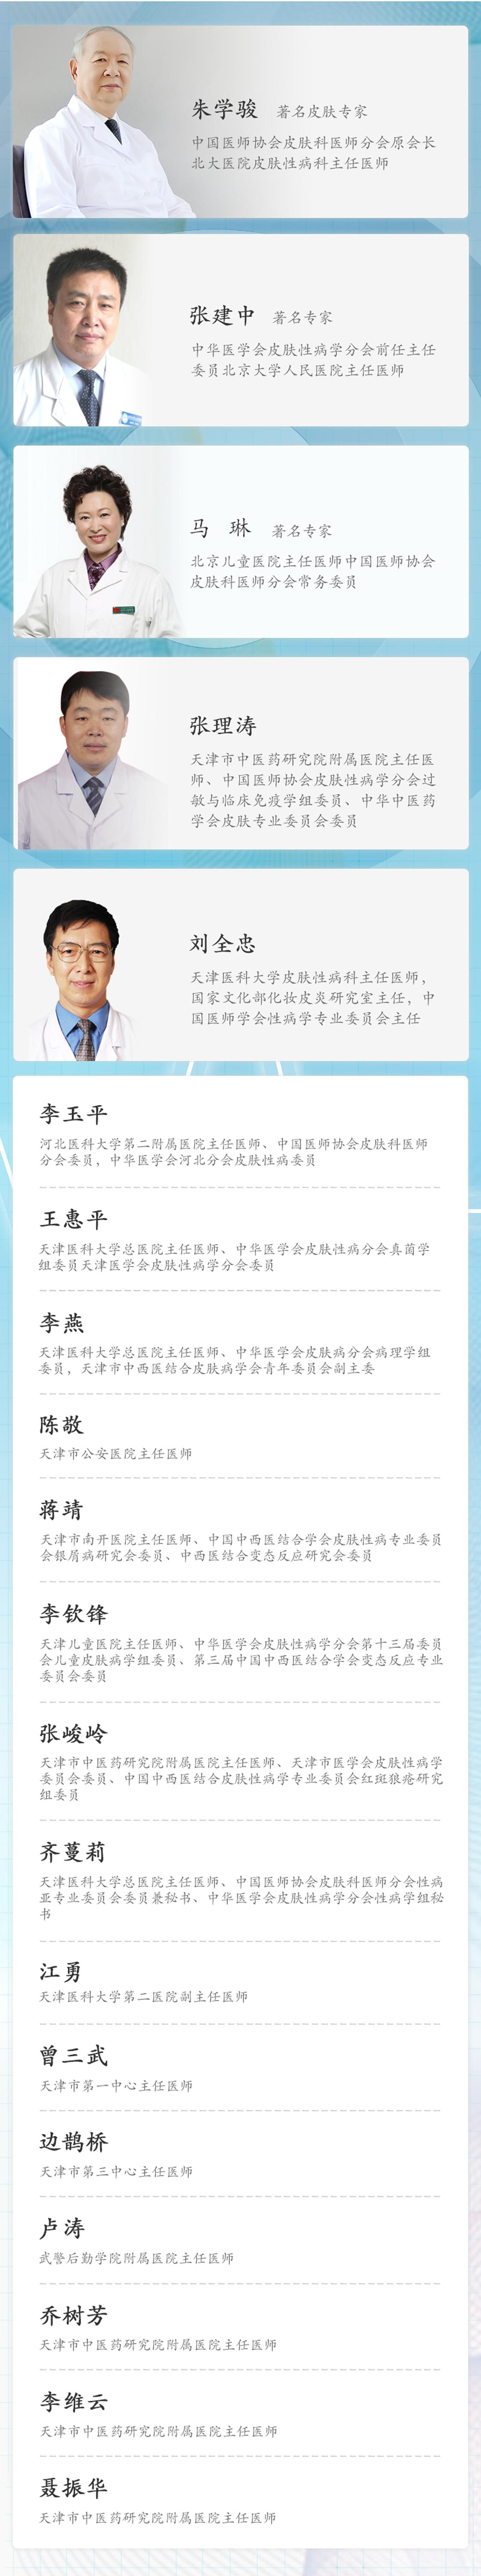 朱学骏 著名皮肤专家
中国医师协会皮肤科医师分会原会长
北大医院皮肤性病科主任医师
张建中 著名专家
中华医学会皮肤性病学分会前任主任
委员北京大学人民医院主任医师
马 琳 著名专家
北京儿童医院主任医师中国医师协会
皮肤科医师分会常务委员
张理涛
天津市中医药研究院附属医院主任医
师、中国医师协会皮肤性病学分会过
敏与临床免疫学组委员、中华中医药
学会皮肤专业委员会委员
刘全忠
天津医科大学皮肤性病科主任医师，
国家文化部化妆皮炎研究室主任，中
国医师学会性病学专业委员会主任
李玉平
河北医科大学第二附属医院主任医师、中国医师协会皮肤科医师
分会委员，中华医学会河北分会皮肤性病委员
王惠平
天津医科大学总医院主任医师、中华医学会皮肤性病分会真菌学
组委员天津医学会皮肤性病学分会委员
李燕
天津医科大学总医院主任医师、中华医学会皮肤病分会病理学组
委员，天津市中西医结合皮肤病学会青年委员会副主委
陈敬
天津市公安医院主任医师
蒋靖
天津市南开医院主任医师、中国中西医结合学会皮肤性病专业委员
会银屑病研究会委员、中西医结合变态反应研究会委员
李钦锋
天津儿童医院主任医师、中华医学会皮肤性病学分会第十三届委员
会儿童皮肤病学组委员、第三届中国中西医结合学会变态反应专业
委员会委员
张峻岭
天津市中医药研究院附属医院主任医师、天津市医学会皮肤性病学
委员会委员、中国中西医结合皮肤性病学专业委员会红斑狼疮研究
组委员
齐蔓莉
天津医科大学总医院主任医师、中国医师协会皮肤科医师分会性病
亚专业委员会委员兼秘书、中华医学会皮肤性病学分会性病学组秘
书
江勇
天津医科大学第二医院副主任医师
曾三武
天津市第一中心主任医师
边鹊桥
天津市第三中心主任医师
卢涛
武警后勤学院附属医院主任医师
乔树芳
天津市中医药研究院附属医院主任医师
李维云
天津市中医药研究院附属医院主任医师
聂振华
天津市中医药研究院附属医院主任医师